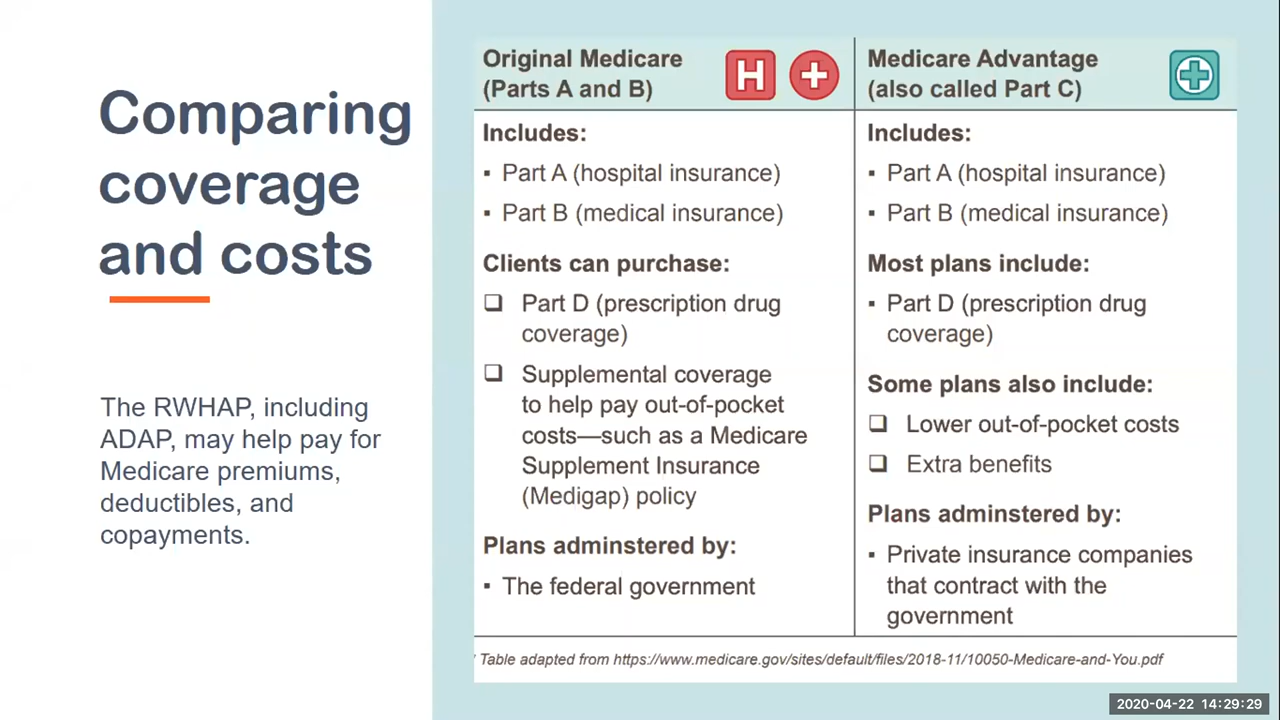 Comparing
coverage
and costs
The RWHAP, including
ADAP, may help pay for
Medicare premiums,
deductibles, and
copayments.
Original Medicare
(Parts A and B)
H
Includes:
▪ Part A (hospital insurance)
▪ Part B (medical insurance)
Clients can purchase:
❑ Part D (prescription drug
coverage)
❑ Supplemental coverage
to help pay out-of-pocket
costs—such as a Medicare
Supplement Insurance
(Medigap) policy
Plans adminstered by:
▪ The federal government
Medicare Advantage
(also called Part C)
Includes:
▪ Part A (hospital insurance)
▪ Part B (medical insurance)
Most plans include:
▪ Part D (prescription drug
coverage)
Some plans also include:
❑ Lower out-of-pocket costs
❑ Extra benefits
Plans adminstered by:
▪ Private insurance companies
that contract with the
government
Table adapted from https://www.medicare.gov/sites/default/files/2018-11/10050-Medicare-and-You.pdf
2020-04-22 14:29:29